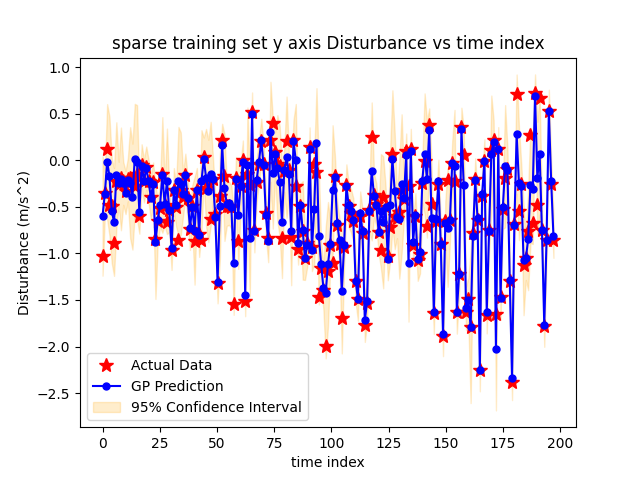 sparse training set y axis Disturbance vs time index
Disturbance (m/s^2)
1.0
0.5
0.0
−0.5
−1.0
−1.5
−2.0
−2.5
Actual Data
GP Prediction
95% Confidence Interval
0 25 50 75 100 125 150 175 200
time index